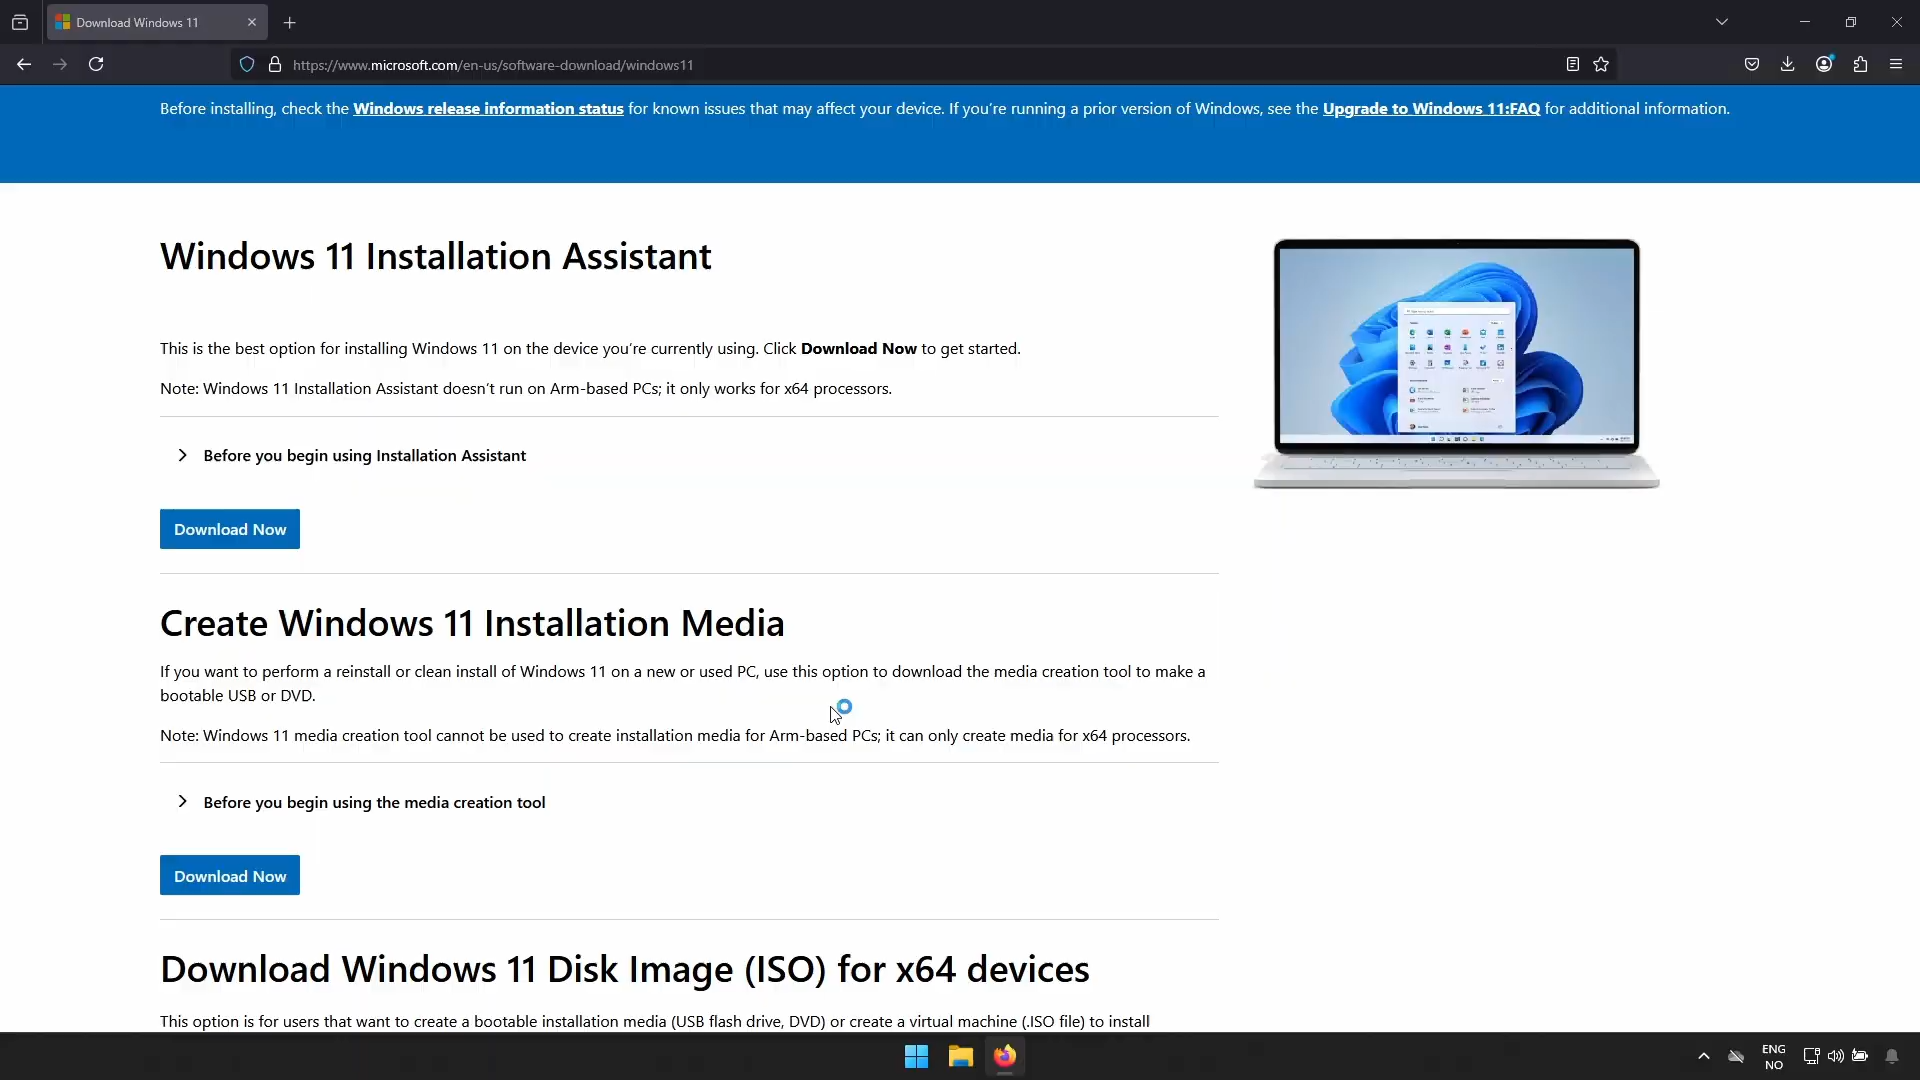 Download Windows 11
https://www.microsoft.com/en-us/software-download/windows11
Before installing, check the Windows release information status for known issues that may affect your device. If you’re running a prior version of Windows, see the Upgrade to Windows 11:FAQ for additional information.
Windows 11 Installation Assistant
This is the best option for installing Windows 11 on the device you’re currently using. Click Download Now to get started.
Note: Windows 11 Installation Assistant doesn’t run on Arm-based PCs; it only works for x64 processors.
Before you begin using Installation Assistant
Download Now
Create Windows 11 Installation Media
If you want to perform a reinstall or clean install of Windows 11 on a new or used PC, use this option to download the media creation tool to make a
bootable USB or DVD.
Note: Windows 11 media creation tool cannot be used to create installation media for Arm-based PCs; it can only create media for x64 processors.
Before you begin using the media creation tool
Download Now
Download Windows 11 Disk Image (ISO) for x64 devices
This option is for users that want to create a bootable installation media (USB flash drive, DVD) or create a virtual machine (.ISO file) to install
ENG
NO